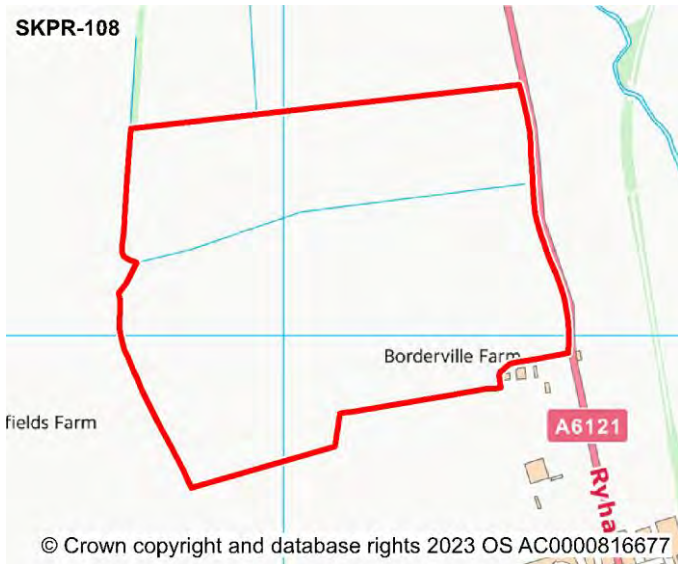 SKPR-108
Borderville Farm
fields Farm
A6121
Ryha
© Crown copyright and database rights 2023 OS AC0000816677